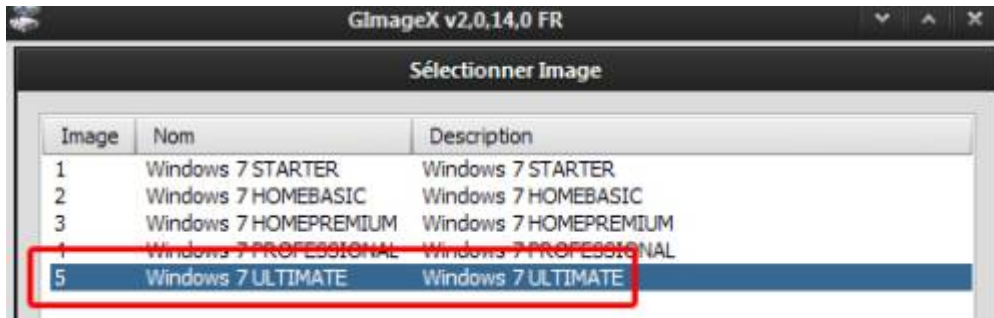 GImageX v2,0,14,0 FR
Sélectionner Image
Image Nom Description
1 Windows 7 STARTER Windows 7 STARTER
2 Windows 7 HOMEBASIC Windows 7 HOMEBASIC
3 Windows 7 HOMEPREMIUM Windows 7 HOMEPREMIUM
4 Windows 7 PROFESSIONAL Windows 7 PROFESSIONAL
5 Windows 7 ULTIMATE Windows 7 ULTIMATE